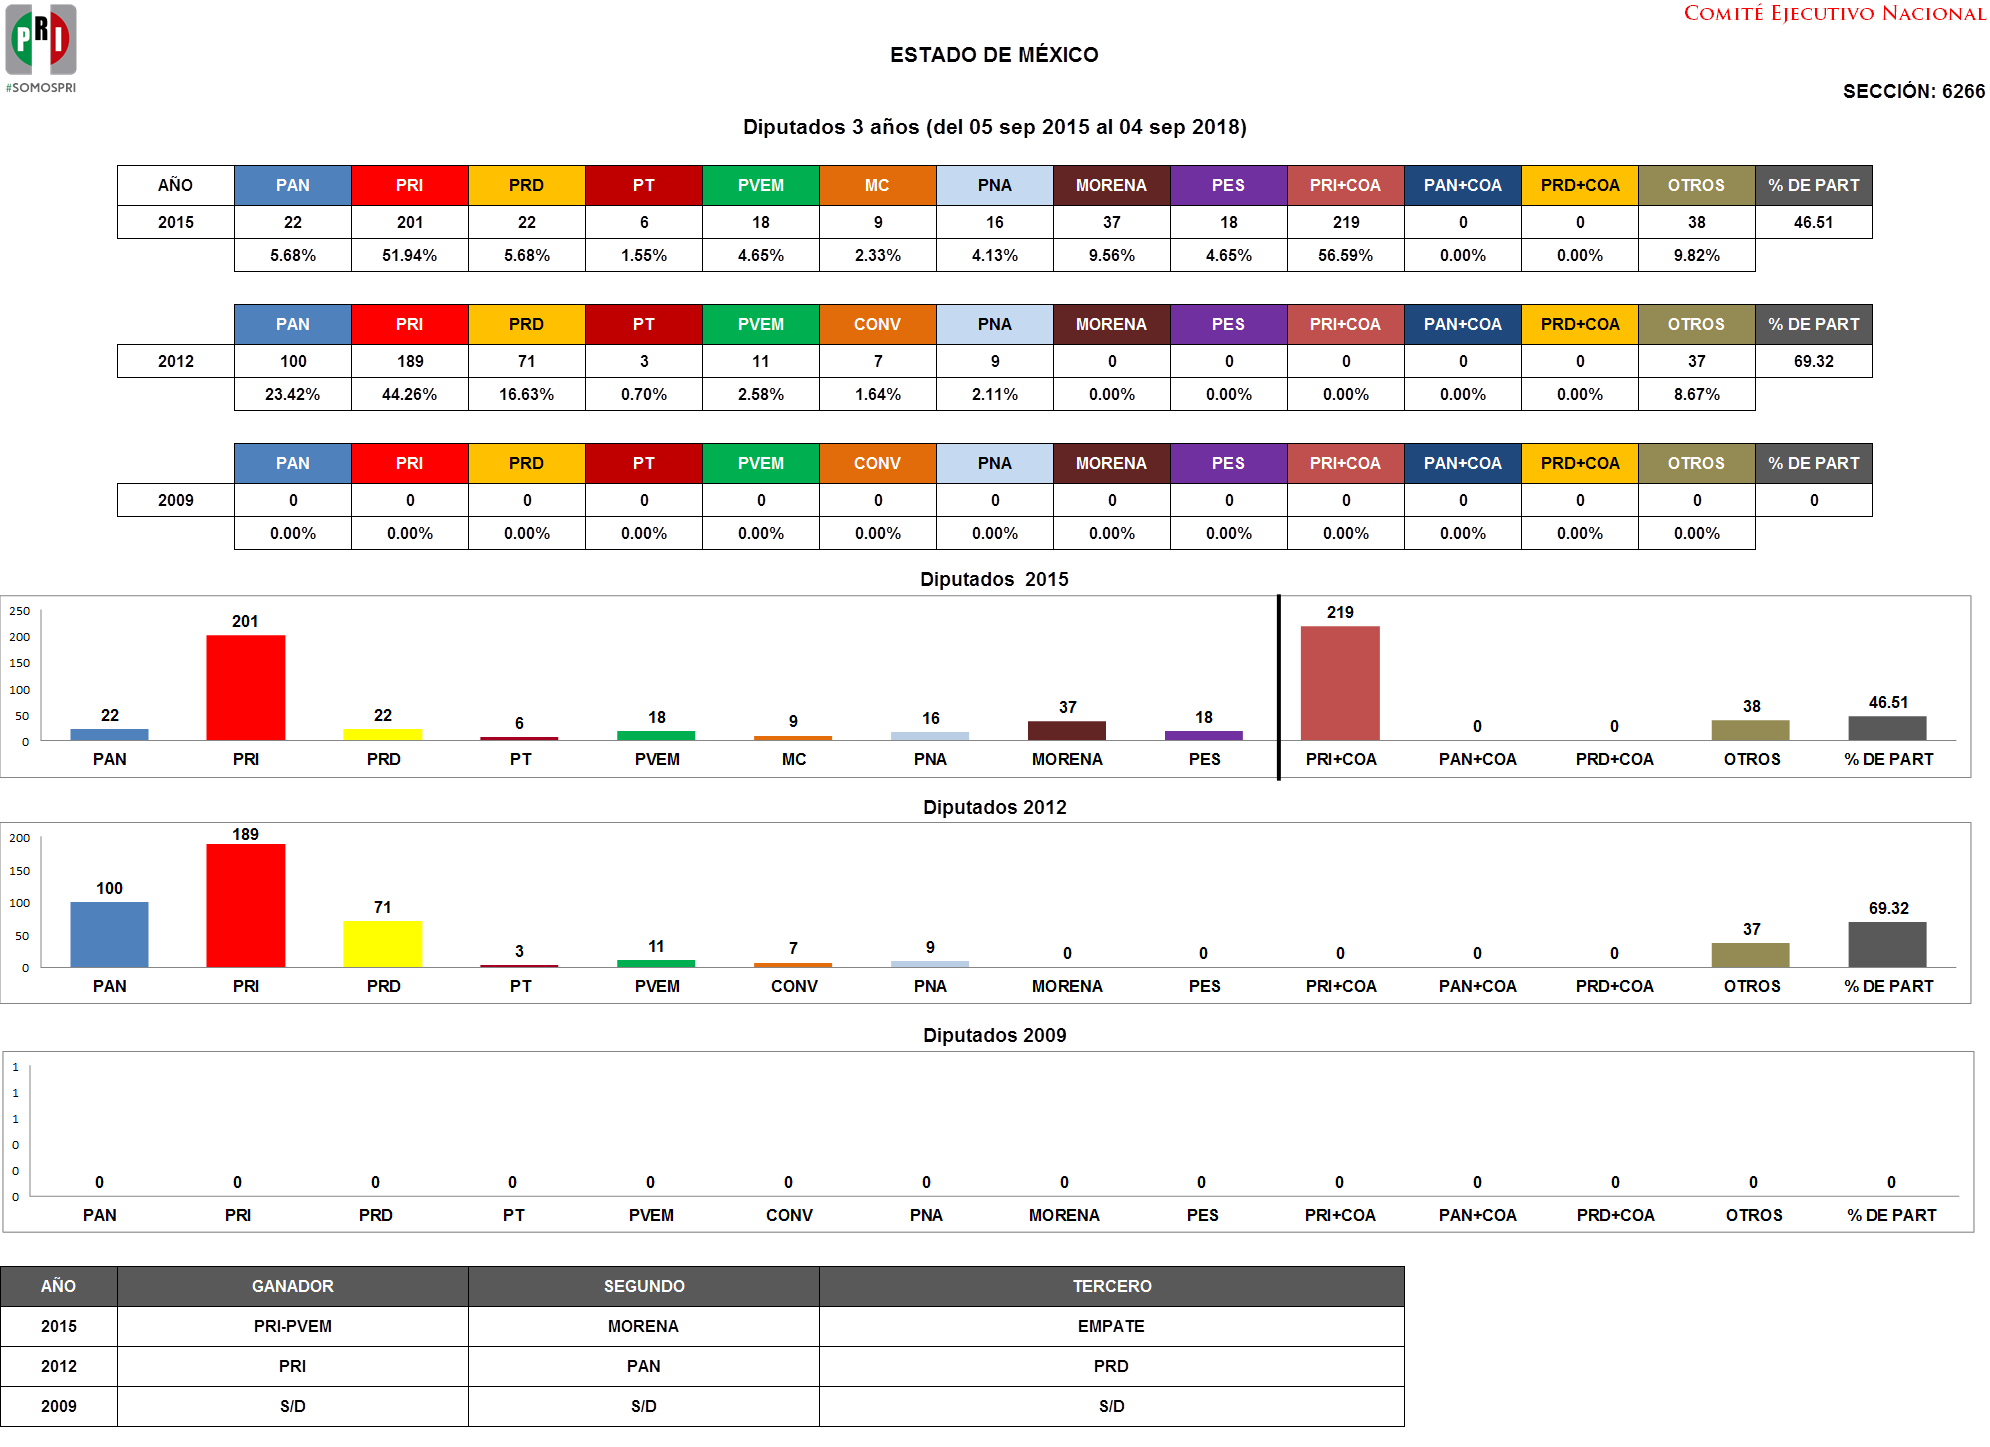 PRI
#SOMOSPRI
COMITÉ EJECUTIVO NACIONAL
ESTADO DE MÉXICO
SECCIÓN: 6266
Diputados 3 años (del 05 sep 2015 al 04 sep 2018)
AÑO PAN PRI PRD PT PVEM MC PNA MORENA PES PRI+COA PAN+COA PRD+COA OTROS % DE PART
2015 22 201 22 6 18 9 16 37 18 219 0 0 38 46.51
5.68% 51.94% 5.68% 1.55% 4.65% 2.33% 4.13% 9.56% 4.65% 56.59% 0.00% 0.00% 9.82%
PAN PRI PRD PT PVEM CONV PNA MORENA PES PRI+COA PAN+COA PRD+COA OTROS % DE PART
2012 100 189 71 3 11 7 9 0 0 0 0 0 37 69.32
23.42% 44.26% 16.63% 0.70% 2.58% 1.64% 2.11% 0.00% 0.00% 0.00% 0.00% 0.00% 8.67%
PAN PRI PRD PT PVEM CONV PNA MORENA PES PRI+COA PAN+COA PRD+COA OTROS % DE PART
2009 0 0 0 0 0 0 0 0 0 0 0 0 0 0
0.00% 0.00% 0.00% 0.00% 0.00% 0.00% 0.00% 0.00% 0.00% 0.00% 0.00% 0.00% 0.00%
Diputados 2015
250
200
150
100
50
0
22 201 22 6 18 9 16 37 18 219 0 0 38 46.51
PAN PRI PRD PT PVEM MC PNA MORENA PES PRI+COA PAN+COA PRD+COA OTROS % DE PART
Diputados 2012
200
150
100
50
0
100 189 71 3 11 7 9 0 0 0 0 0 37 69.32
PAN PRI PRD PT PVEM CONV PNA MORENA PES PRI+COA PAN+COA PRD+COA OTROS % DE PART
Diputados 2009
1
1
1
0
0
0
0 0 0 0 0 0 0 0 0 0 0 0 0 0
PAN PRI PRD PT PVEM CONV PNA MORENA PES PRI+COA PAN+COA PRD+COA OTROS % DE PART
AÑO GANADOR SEGUNDO TERCERO
2015 PRI-PVEM MORENA EMPATE
2012 PRI PAN PRD
2009 S/D S/D S/D